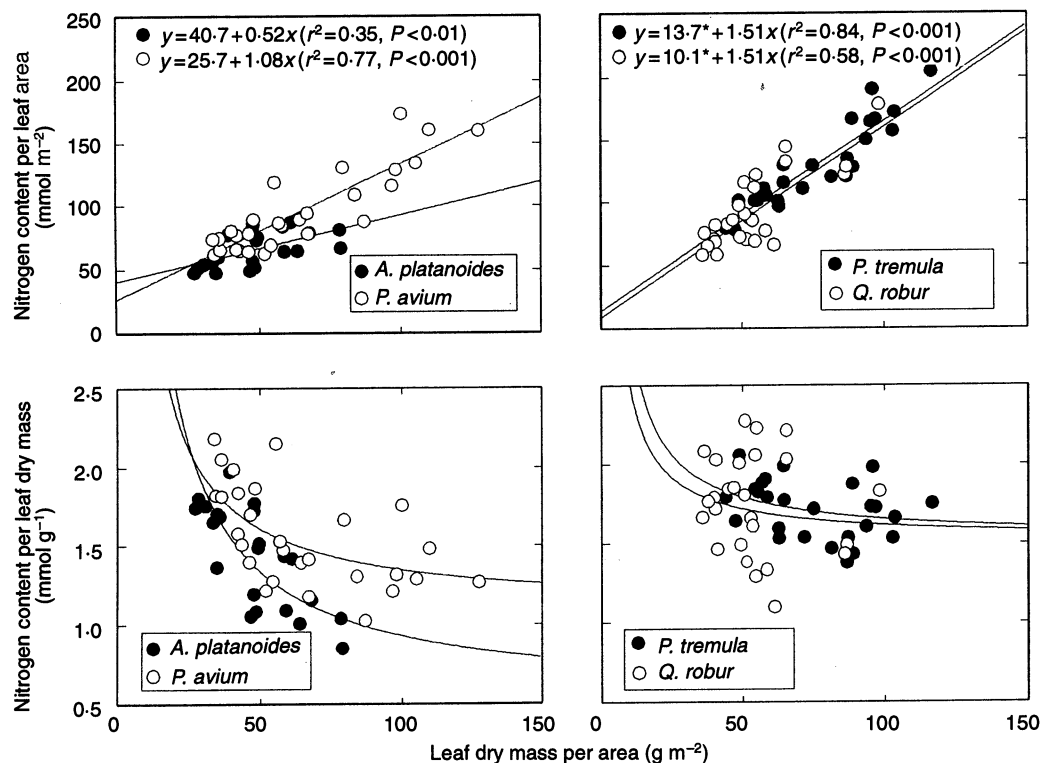 Nitrogen content per leaf area
(mmol m–2)
250
200
150
100
50
0
y=40·7+0·52x(r2=0·35, P<0·01)
y=25·7+1·08x(r2=0·77, P<0·001)
A. platanoides
P. avium
y=13·7*+1·51x(r2=0·84, P<0·001)
y=10·1*+1·51x(r2=0·58, P<0·001)
P. tremula
Q. robur
Nitrogen content per leaf dry mass
(mmol g–1)
2·5
2·0
1·5
1·0
0·5
A. platanoides
P. avium
0 50 100 150
P. tremula
Q. robur
0 50 100 150
Leaf dry mass per area (g m–2)